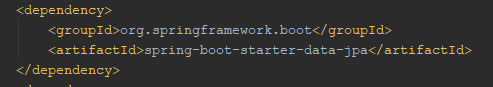 <dependency>
<groupId>org.springframework.boot</groupId>
<artifactId>spring-boot-starter-data-jpa</artifactId>
</dependency>